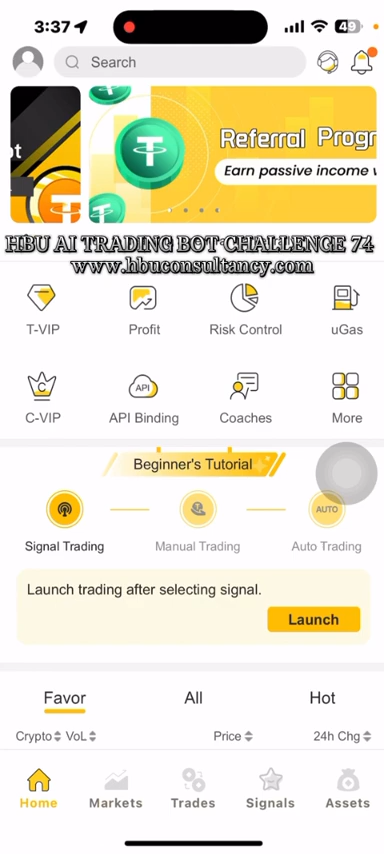 3:37
49
Search
t
Referral Progr
Earn passive income w
HBU AI TRADING BOT CHALLENGE 74
www.hbuconsultancy.com
T-VIP
Profit
Risk Control
uGas
C
API
C-VIP
API Binding
Coaches
More
Beginner's Tutorial
AUTO
Signal Trading
Manual Trading
Auto Trading
Launch trading after selecting signal.
Launch
Favor
All
Hot
Crypto VoL
Price
24h Chg
Home
Markets
Trades
Signals
Assets